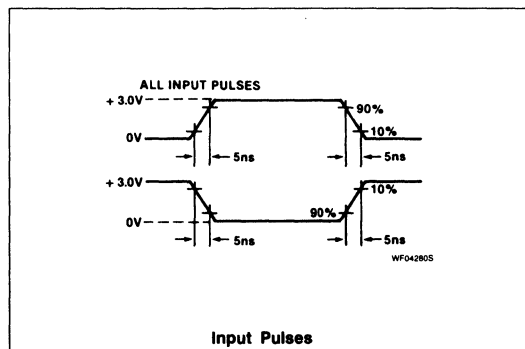 ALL INPUT PULSES
+ 3.0V
90%
0V
10%
5ns
5ns
+ 3.0V
10%
0V
90%
5ns
5ns
WF04280S
Input Pulses